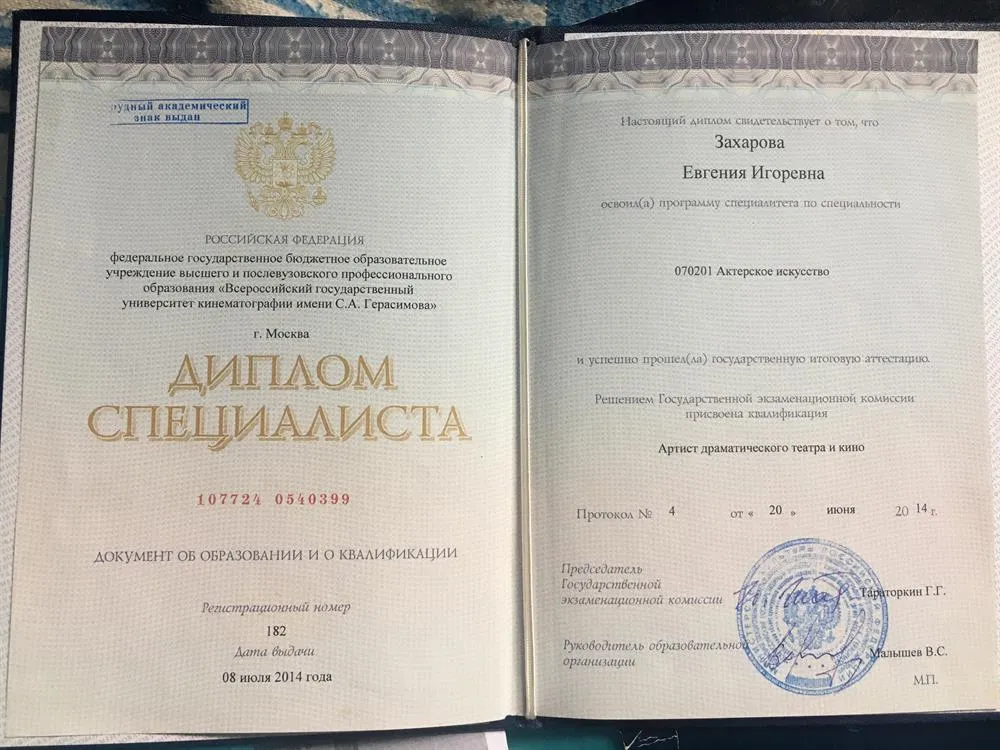 рудный академический
знак выдан
РОССИЙСКАЯ ФЕДЕРАЦИЯ
федеральное государственное бюджетное образовательное
учреждение высшего и послевузовского профессионального
образования «Всероссийский государственный
университет кинематографии имени С.А. Герасимова»
г. Москва
ДИПЛОМ
СПЕЦИАЛИСТА
107724 0540399
ДОКУМЕНТ ОБ ОБРАЗОВАНИИ И О КВАЛИФИКАЦИИ
Регистрационный номер
182
Дата выдачи
08 июля 2014 года
Настоящий диплом свидетельствует о том, что
Захарова
Евгения Игоревна
освоил(а) программу специалитета по специальности
070201 Актерское искусство
и успешно прошел(ла) государственную итоговую аттестацию.
Решением Государственной экзаменационной комиссии
присвоена квалификация
Артист драматического театра и кино
Протокол № 4 от « 20 » июня 20 14 г.
Председатель
Государственной
экзаменационной комиссии Тараторкин Г.Г.
Руководитель образовательной
организации Малышев В.С.
М.П.